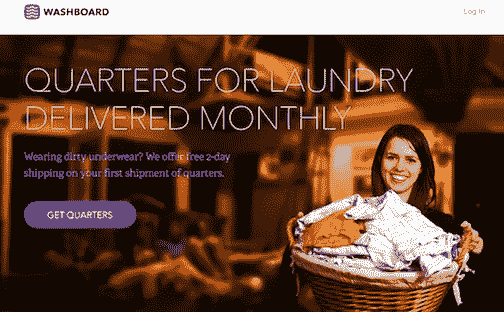 WASHBOARD
Log In
QUARTERS FOR LAUNDRY
DELIVERED MONTHLY
Wearing dirty underwear? We offer free 2-day
shipping on your first shipment of quarters.
GET QUARTERS